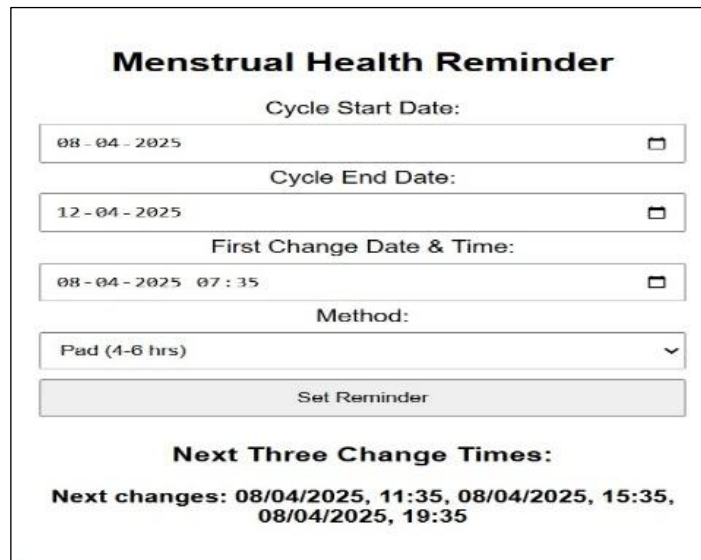 Menstrual Health Reminder
Cycle Start Date:
08-04-2025
Cycle End Date:
12-04-2025
First Change Date & Time:
08-04-2025 07:35
Method:
Pad (4-6 hrs)
Set Reminder
Next Three Change Times:
Next changes: 08/04/2025, 11:35, 08/04/2025, 15:35,
08/04/2025, 19:35